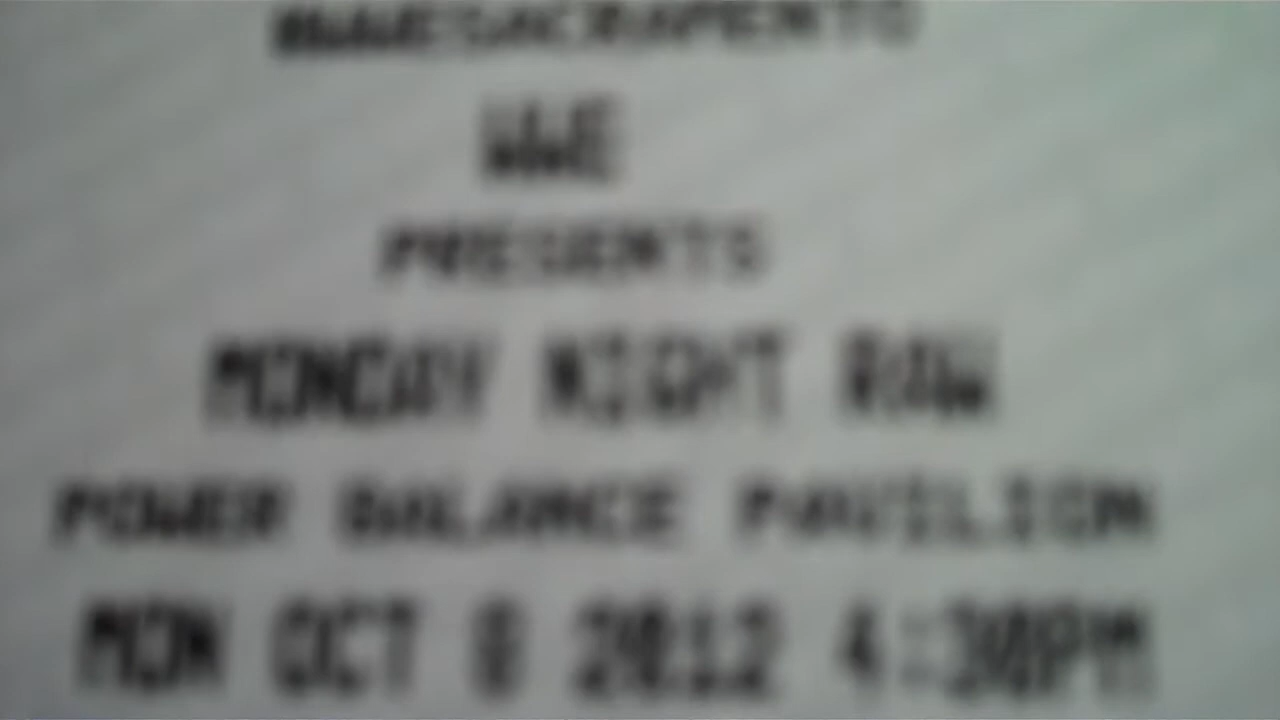 WWE
PRESENTS
MONDAY NIGHT RAW
POWER BALANCE PAVILION
MON OCT 8 2012 4:30PM